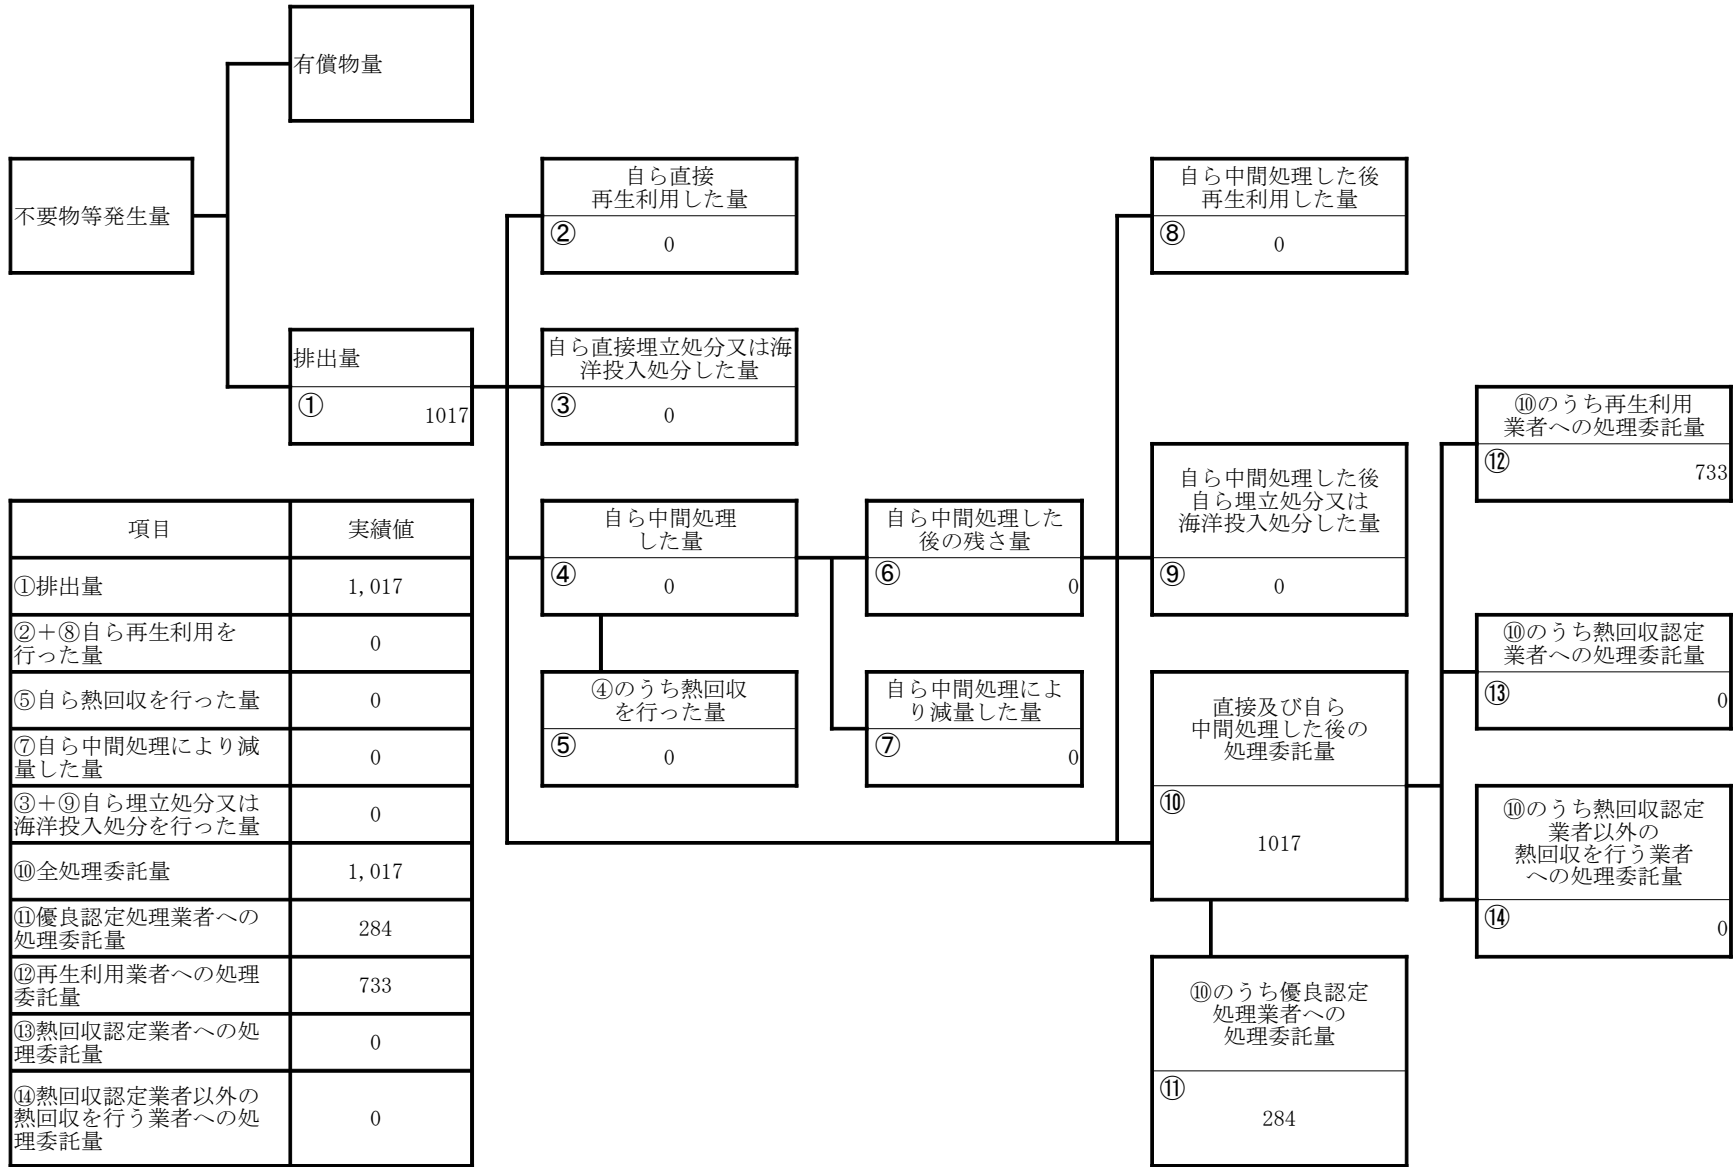 有償物量
不要物等発生量
排出量
①
1017
自ら直接
再生利用した量
②
0
自ら直接埋立処分又は海
洋投入処分した量
③
0
自ら中間処理
した量
④
0
④のうち熱回収
を行った量
⑤
0
自ら中間処理した
後の残さ量
⑥
0
自ら中間処理によ
り減量した量
⑦
0
自ら中間処理した後
再生利用した量
⑧
0
自ら中間処理した後
自ら埋立処分又は
海洋投入処分した量
⑨
0
直接及び自ら
中間処理した後の
処理委託量
⑩
1017
⑩のうち優良認定
処理業者への
処理委託量
⑪
284
⑩のうち再生利用
業者への処理委託量
⑫
733
⑩のうち熱回収認定
業者への処理委託量
⑬
0
⑩のうち熱回収認定
業者以外の
熱回収を行う業者
への処理委託量
⑭
0
項目 実績値
①排出量 1,017
②＋⑧自ら再生利用を
行った量 0
⑤自ら熱回収を行った量 0
⑦自ら中間処理により減
量した量 0
③＋⑨自ら埋立処分又は
海洋投入処分を行った量 0
⑩全処理委託量 1,017
⑪優良認定処理業者への
処理委託量 284
⑫再生利用業者への処理
委託量 733
⑬熱回収認定業者への処
理委託量 0
⑭熱回収認定業者以外の
熱回収を行う業者への処
理委託量 0